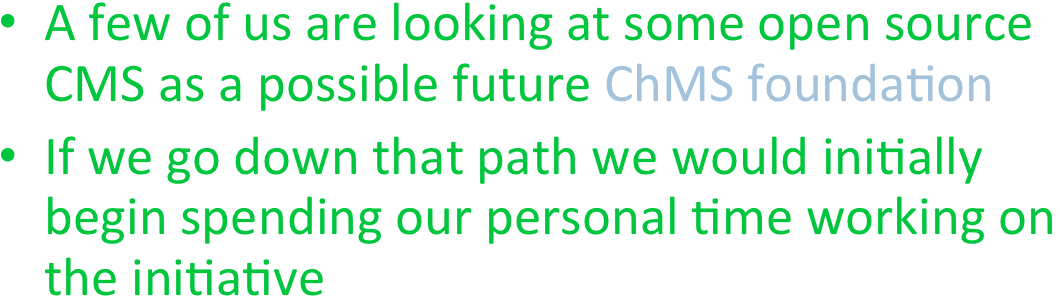 • A few of us are looking at some open source
CMS as a possible future ChMS foundation
• If we go down that path we would initially
begin spending our personal time working on
the initiative